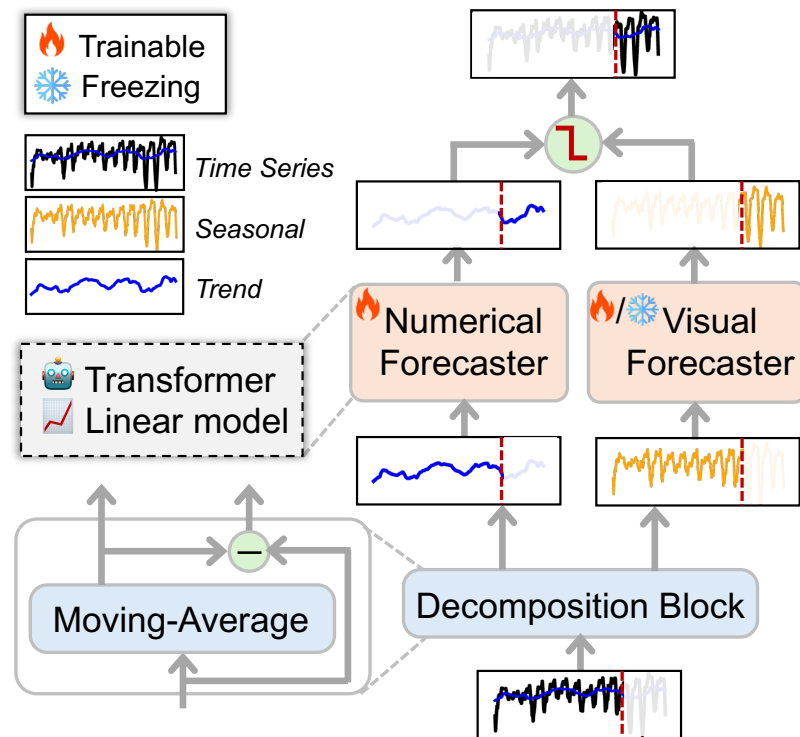 Trainable
Freezing
Time Series
Seasonal
Trend
Numerical
Forecaster
/
Visual
Forecaster
Transformer
Linear model
Moving-Average
Decomposition Block